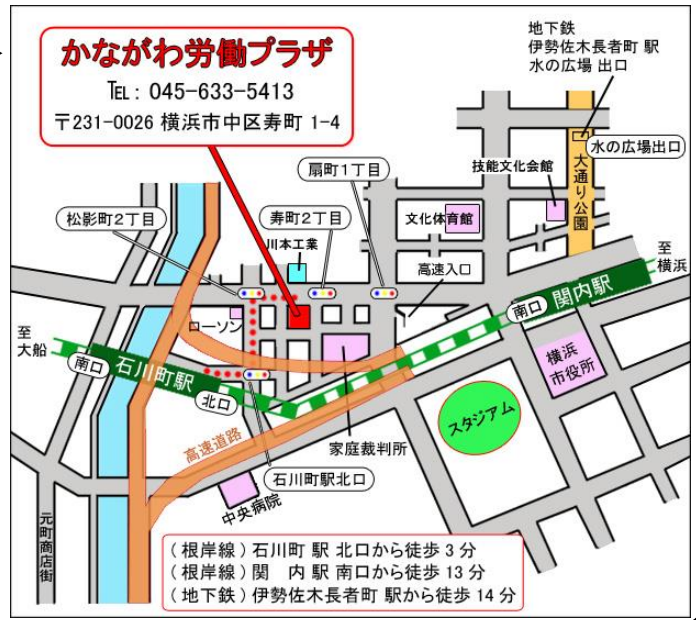 かながわ労働プラザ
TEL: 045-633-5413
〒231-0026 横浜市中区寿町 1-4
地下鉄
伊勢佐木長者町 駅
水の広場 出口
水の広場出口
大通り公園
技能文化会館
扇町1丁目
松影町2丁目
寿町2丁目
文化体育館
川本工業
高速入口
至
横浜
関内駅
南口
ローソン
至
大船
南口
石川町駅
北口
横浜
市役所
スタジアム
家庭裁判所
高速道路
石川町駅北口
中央病院
元町商店街
(根岸線)石川町 駅 北口から徒歩 3 分
(根岸線)関 内 駅 南口から徒歩 13 分
(地下鉄)伊勢佐木長者町 駅から徒歩 14 分